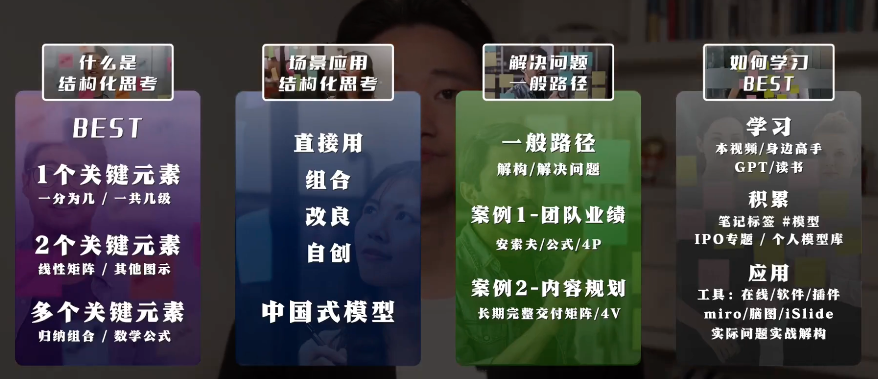 什么是
结构化思考
BEST
1个关键元素
一分为几 / 一共几级
2个关键元素
线性矩阵 / 其他图示
多个关键元素
归纳组合 / 数学公式
场景应用
结构化思考
直接用
组合
改良
自创
中国式模型
解决问题
一般路径
一般路径
解构/解决问题
案例1-团队业绩
安索夫/公式/4P
案例2-内容规划
长期完整交付矩阵/4V
如何学习
BEST
学习
本视频/身边高手
GPT/读书
积累
笔记标签 #模型
IPO专题 / 个人模型库
应用
工具：在线/软件/插件
miro/脑图/iSlide
实际问题实战解构